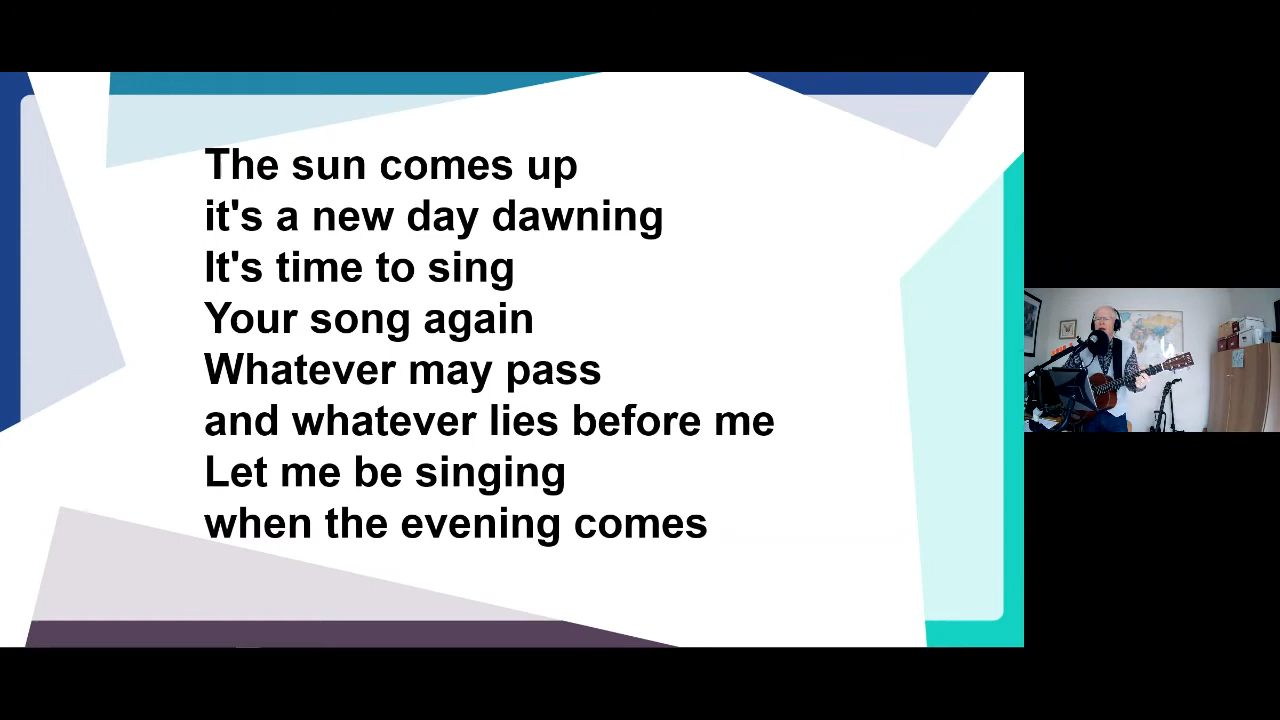 The sun comes up
it's a new day dawning
It's time to sing
Your song again
Whatever may pass
and whatever lies before me
Let me be singing
when the evening comes